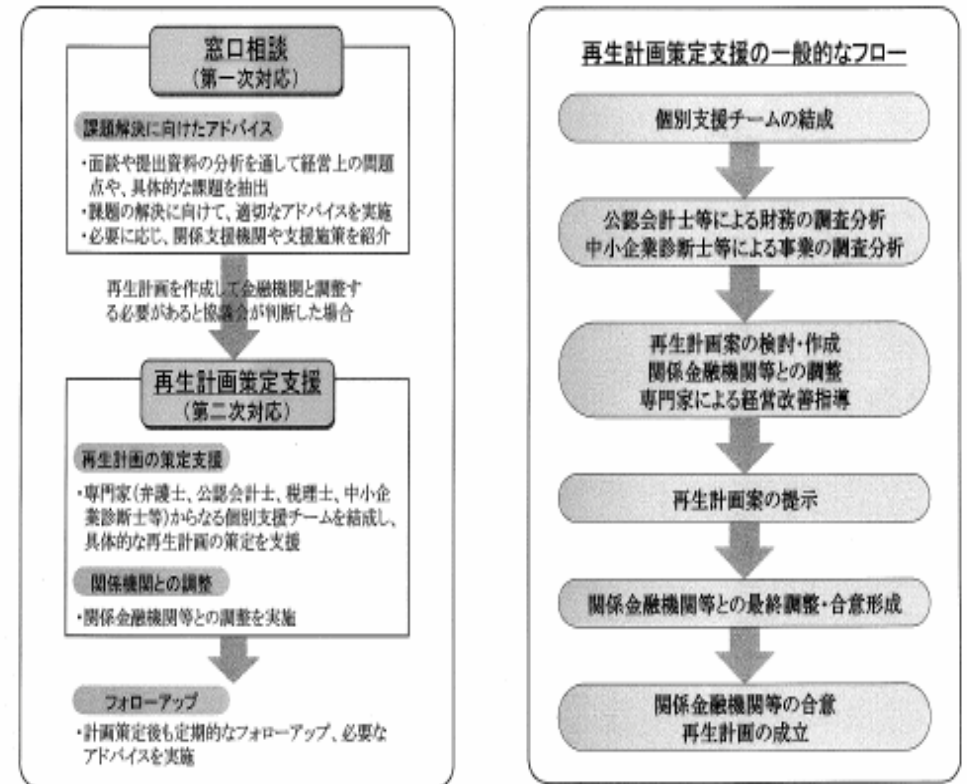 窓口相談
(第一次対応)
課題解決に向けたアドバイス
・面談や提出資料の分析を通して経営上の問題
点や、具体的な課題を抽出
・課題の解決に向けて、適切なアドバイスを実施
・必要に応じ、関係支援機関や支援施策を紹介
再生計画を作成して金融機関と調整す
る必要があると協議会が判断した場合
再生計画策定支援
(第二次対応)
再生計画の策定支援
・専門家(弁護士、公認会計士、税理士、中小企
業診断士等)からなる個別支援チームを結成し、
具体的な再生計画の策定を支援
関係機関との調整
・関係金融機関等との調整を実施
フォローアップ
・計画策定後も定期的なフォローアップ、必要な
アドバイスを実施
再生計画策定支援の一般的なフロー
個別支援チームの結成
公認会計士等による財務の調査分析
中小企業診断士等による事業の調査分析
再生計画案の検討・作成
関係金融機関等との調整
専門家による経営改善指導
再生計画案の提示
関係金融機関等との最終調整・合意形成
関係金融機関等の合意
再生計画の成立